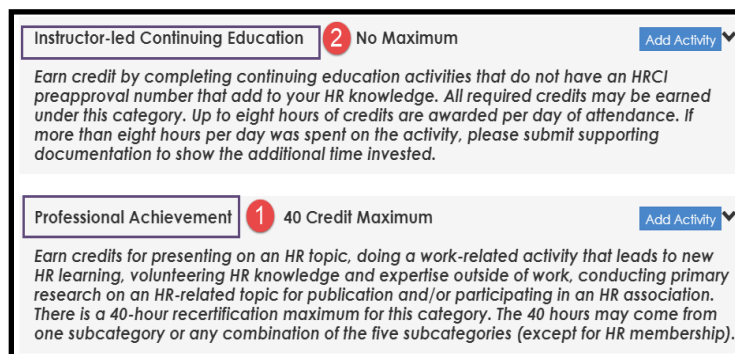 Instructor-led Continuing Education 2 No Maximum Add Activity
Earn credit by completing continuing education activities that do not have an HRCI
preapproval number that add to your HR knowledge. All required credits may be earned
under this category. Up to eight hours of credits are awarded per day of attendance. If
more than eight hours per day was spent on the activity, please submit supporting
documentation to show the additional time invested.
Professional Achievement 1 40 Credit Maximum Add Activity
Earn credits for presenting on an HR topic, doing a work-related activity that leads to new
HR learning, volunteering HR knowledge and expertise outside of work, conducting primary
research on an HR-related topic for publication and/or participating in an HR association.
There is a 40-hour recertification maximum for this category. The 40 hours may come from
one subcategory or any combination of the five subcategories (except for HR membership).